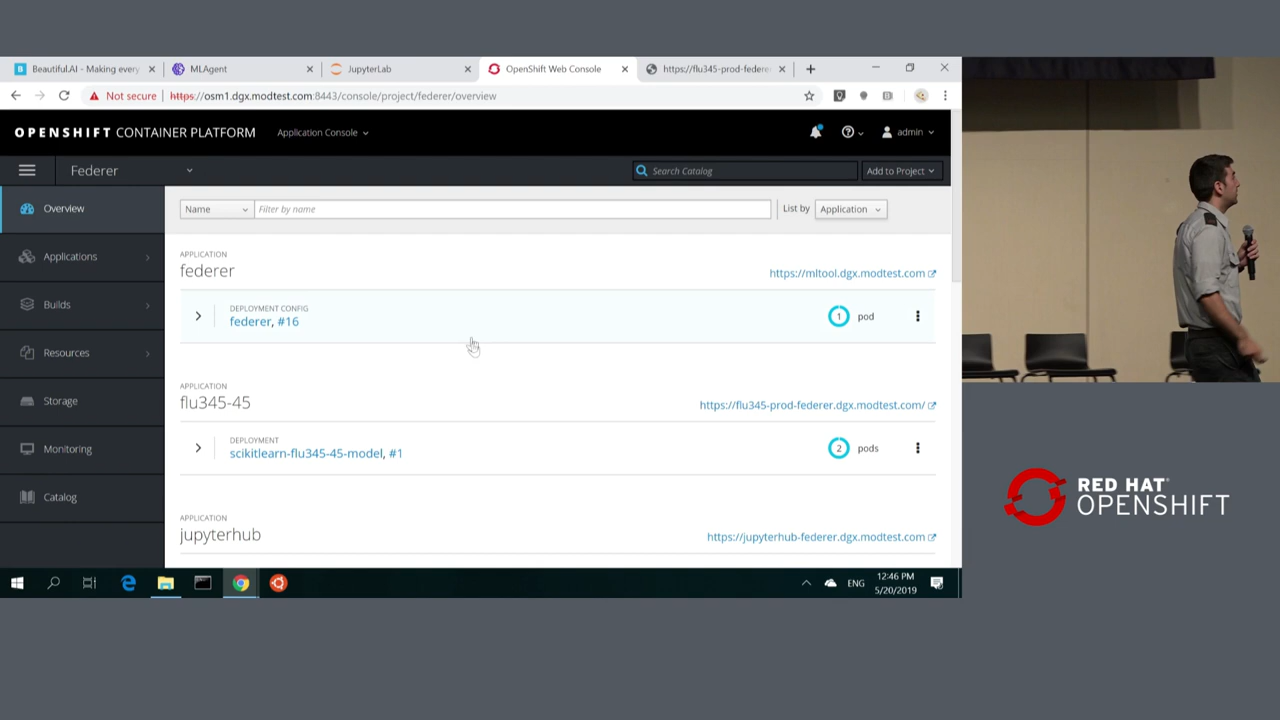 Beautiful.AI - Making every
MLAgent
JupyterLab
OpenShift Web Console
https://flu345-prod-federe
Not secure
https://osm1.dgx.modtest.com:8443/console/project/federer/overview
OPENSHIFT CONTAINER PLATFORM
Application Console
admin
Federer
Search Catalog
Add to Project
Overview
Applications
Builds
Resources
Storage
Monitoring
Catalog
Name
Filter by name
List by
Application
APPLICATION
federer
https://mltool.dgx.modtest.com
DEPLOYMENT CONFIG
federer, #16
1 pod
APPLICATION
flu345-45
https://flu345-prod-federer.dgx.modtest.com/
DEPLOYMENT
scikitlearn-flu345-45-model, #1
2 pods
APPLICATION
jupyterhub
https://jupyterhub-federer.dgx.modtest.com
ENG
12:46 PM
5/20/2019
RED HAT®
OPENSHIFT